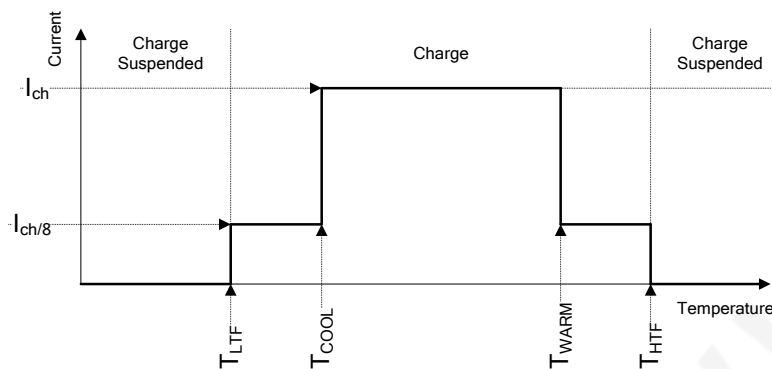 Current
Charge
Suspended
Charge
Charge
Suspended
Ich
Ich/8
Temperature
TLTF
TCOOL
TWARM
THTF